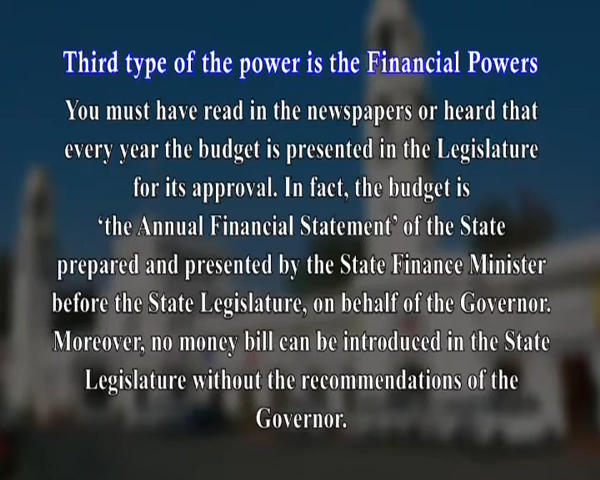 Third type of the power is the Financial Powers
You must have read in the newspapers or heard that
every year the budget is presented in the Legislature
for its approval. In fact, the budget is
‘the Annual Financial Statement’ of the State
prepared and presented by the State Finance Minister
before the State Legislature, on behalf of the Governor.
Moreover, no money bill can be introduced in the State
Legislature without the recommendations of the
Governor.